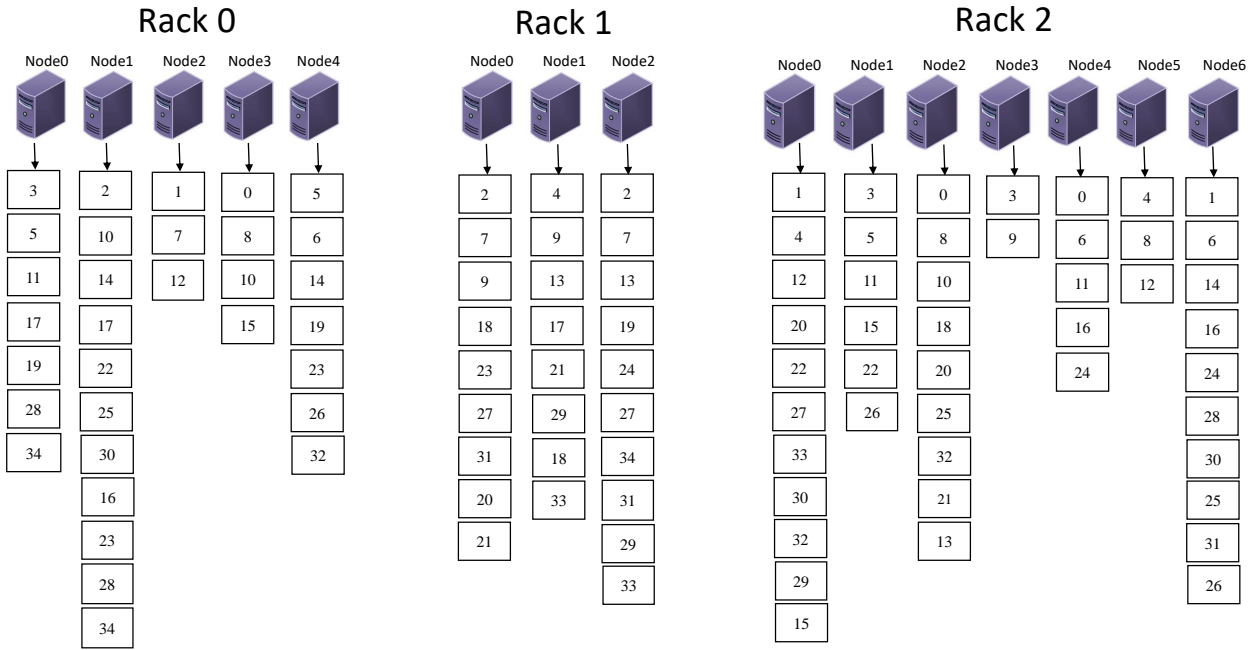 Rack 0 Rack 1 Rack 2
Node0 Node1 Node2 Node3 Node4 Node0 Node1 Node2 Node0 Node1 Node2 Node3 Node4 Node5 Node6
3 2 1 0 5 2 4 2 1 3 0 3 0 4 1
5 10 7 8 6 7 9 7 4 5 8 9 6 8 6
11 14 12 10 14 9 13 13 12 11 10 11 12 14
17 17 15 19 18 17 19 20 15 18 16 16
19 22 23 23 21 24 22 22 20 24 24
28 25 26 27 29 27 27 26 25 28
34 30 32 31 18 34 33 32 30
16 20 33 31 30 21 25
23 21 29 32 13 31
28 33 29 26
34 15